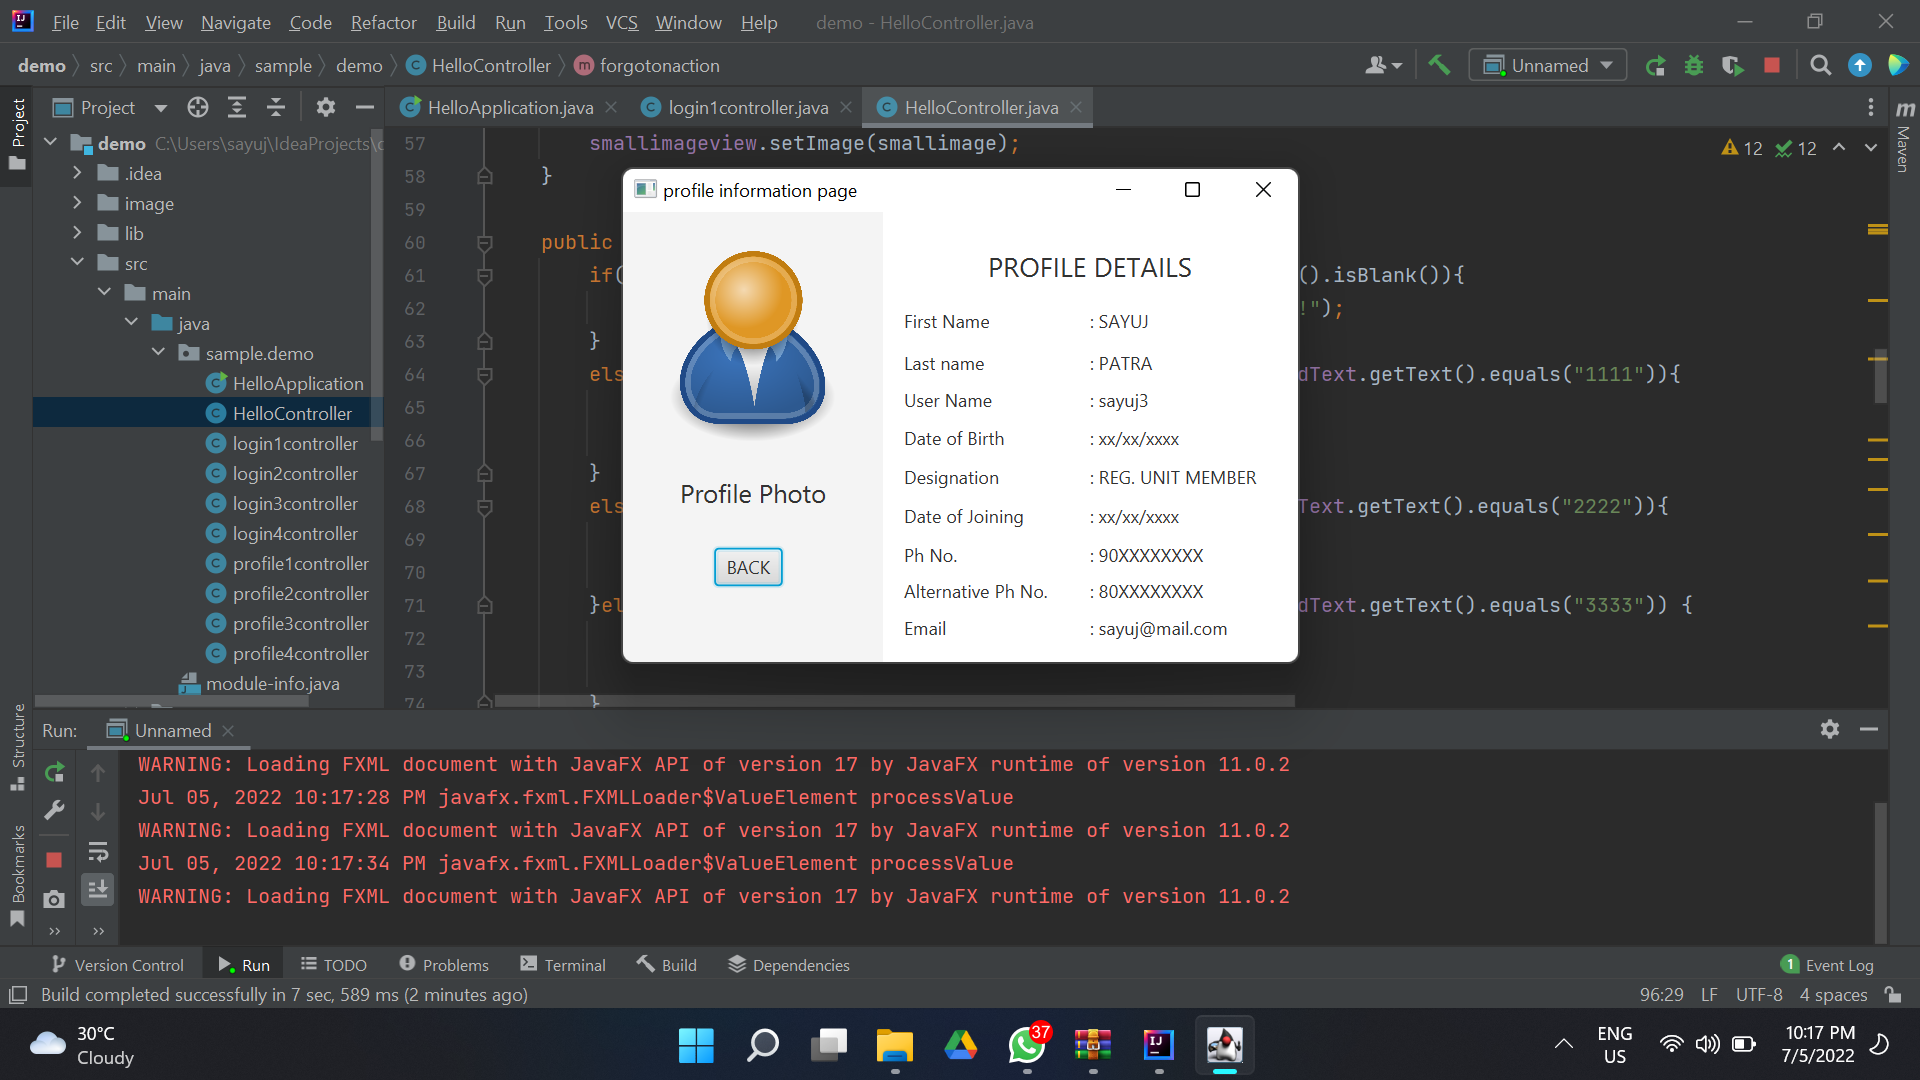 File Edit View Navigate Code Refactor Build Run Tools VCS Window Help demo - HelloController.java
demo src main java sample demo HelloController forgotonaction Unnamed
Project HelloApplication.java login1controller.java HelloController.java
Project
demo C:\Users\sayuj\IdeaProjects\
.idea
image
lib
src
main
java
sample.demo
HelloApplication
HelloController
login1controller
login2controller
login3controller
login4controller
profile1controller
profile2controller
profile3controller
profile4controller
module-info.java
Structure
Bookmarks
Maven
12 12
57 smallimageview.setImage(smallimage);
58 }
59
60 public
61 if( ().isBlank()){
62 !");
63 }
64 els dText.getText().equals("1111")){
65
66
67 }
68 els Text.getText().equals("2222")){
69
70
71 }el dText.getText().equals("3333")) {
72
73
74 }
profile information page
Profile Photo
BACK
PROFILE DETAILS
First Name : SAYUJ
Last name : PATRA
User Name : sayuj3
Date of Birth : xx/xx/xxxx
Designation : REG. UNIT MEMBER
Date of Joining : xx/xx/xxxx
Ph No. : 90XXXXXXXX
Alternative Ph No. : 80XXXXXXXX
Email : sayuj@mail.com
Run: Unnamed
WARNING: Loading FXML document with JavaFX API of version 17 by JavaFX runtime of version 11.0.2
Jul 05, 2022 10:17:28 PM javafx.fxml.FXMLLoader$ValueElement processValue
WARNING: Loading FXML document with JavaFX API of version 17 by JavaFX runtime of version 11.0.2
Jul 05, 2022 10:17:34 PM javafx.fxml.FXMLLoader$ValueElement processValue
WARNING: Loading FXML document with JavaFX API of version 17 by JavaFX runtime of version 11.0.2
Version Control Run TODO Problems Terminal Build Dependencies 1 Event Log
Build completed successfully in 7 sec, 589 ms (2 minutes ago) 96:29 LF UTF-8 4 spaces
30°C
Cloudy
37
ENG
US
10:17 PM
7/5/2022